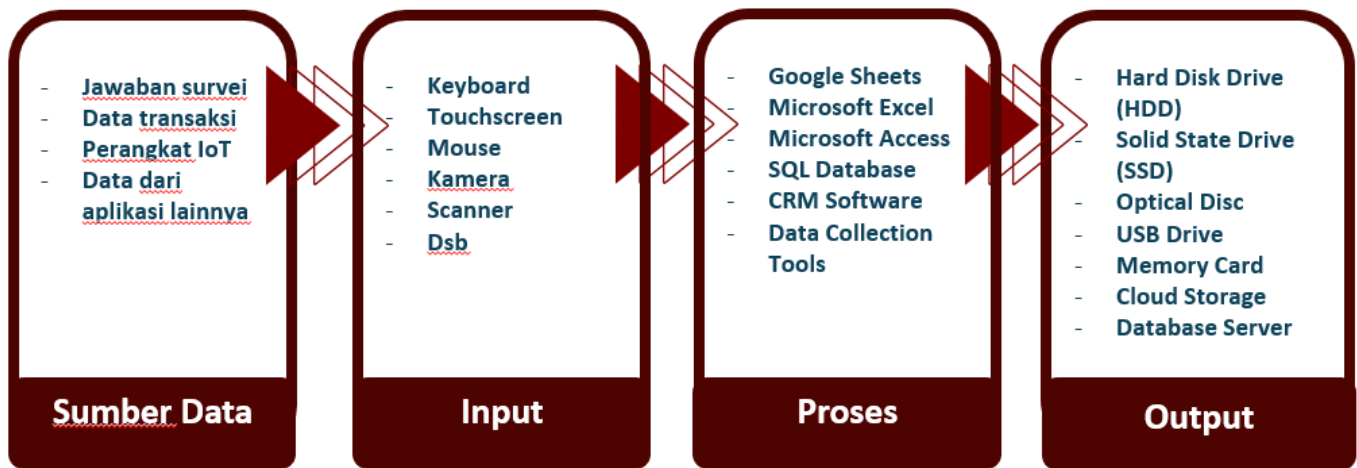 - Jawaban survei
- Data transaksi
- Perangkat IoT
- Data dari
aplikasi lainnya
Sumber Data
- Keyboard
- Touchscreen
- Mouse
- Kamera
- Scanner
- Dsb
Input
- Google Sheets
- Microsoft Excel
- Microsoft Access
- SQL Database
- CRM Software
- Data Collection
Tools
Proses
- Hard Disk Drive
(HDD)
- Solid State Drive
(SSD)
- Optical Disc
- USB Drive
- Memory Card
- Cloud Storage
- Database Server
Output